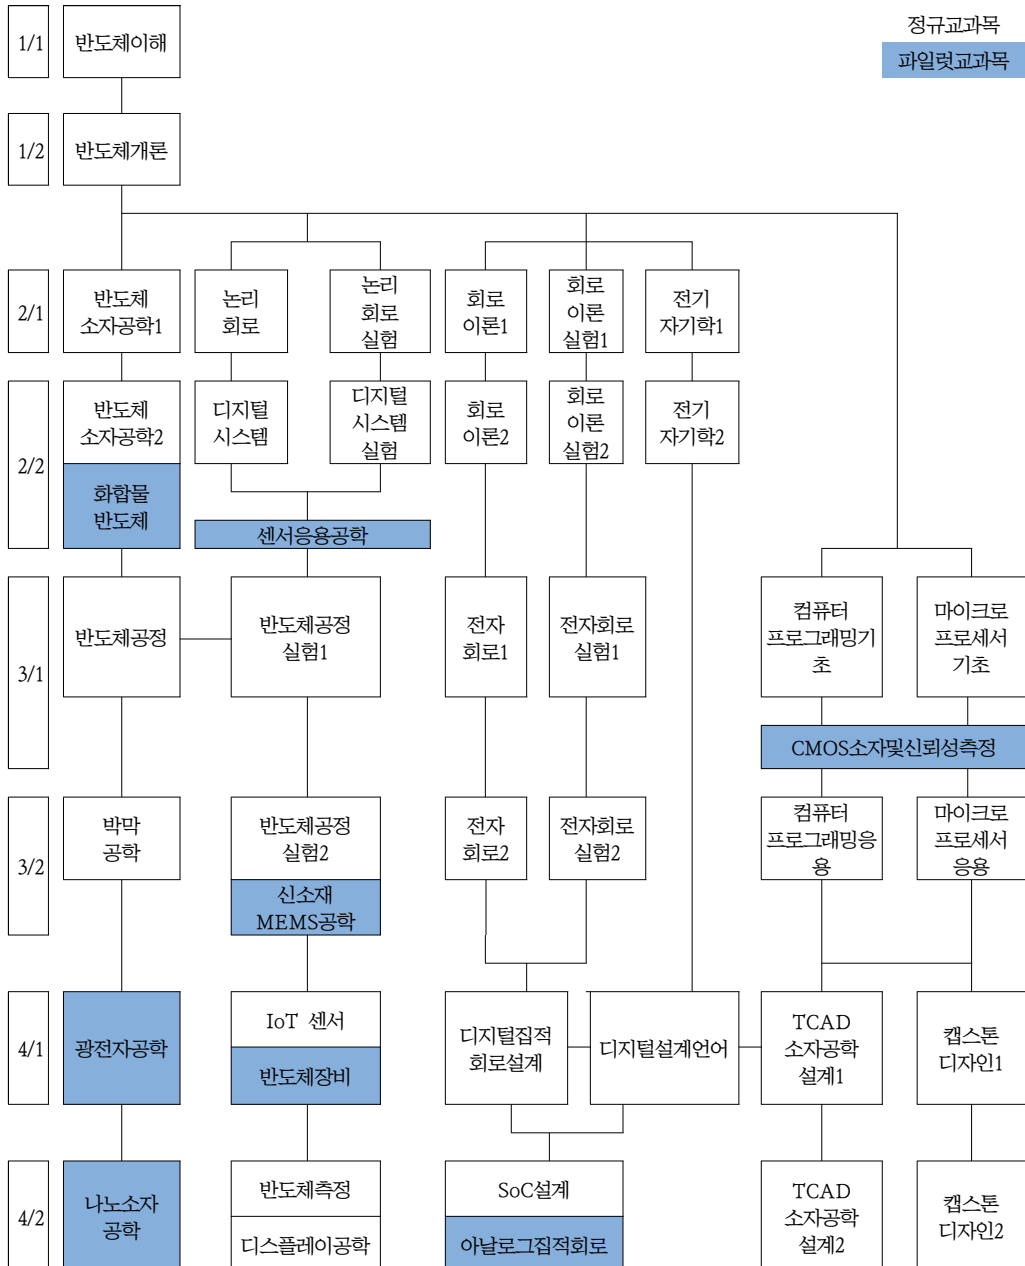 정규교과목
파일럿교과목
1/1
반도체이해
1/2
반도체개론
2/1
반도체
소자공학1
논리
회로
논리
회로
실험
회로
이론1
회로
이론
실험1
전기
자기학1
2/2
반도체
소자공학2
화합물
반도체
디지털
시스템
디지털
시스템
실험
센서응용공학
회로
이론2
회로
이론
실험2
전기
자기학2
3/1
반도체공정
반도체공정
실험1
전자
회로1
전자회로
실험1
컴퓨터
프로그래밍기
초
마이크로
프로세서
기초
CMOS소자및신뢰성측정
3/2
박막
공학
반도체공정
실험2
신소재
MEMS공학
전자
회로2
전자회로
실험2
컴퓨터
프로그래밍응
용
마이크로
프로세서
응용
4/1
광전자공학
IoT 센서
반도체장비
디지털집적
회로설계
디지털설계언어
TCAD
소자공학
설계1
캡스톤
디자인1
4/2
나노소자
공학
반도체측정
디스플레이공학
SoC설계
아날로그집적회로
TCAD
소자공학
설계2
캡스톤
디자인2